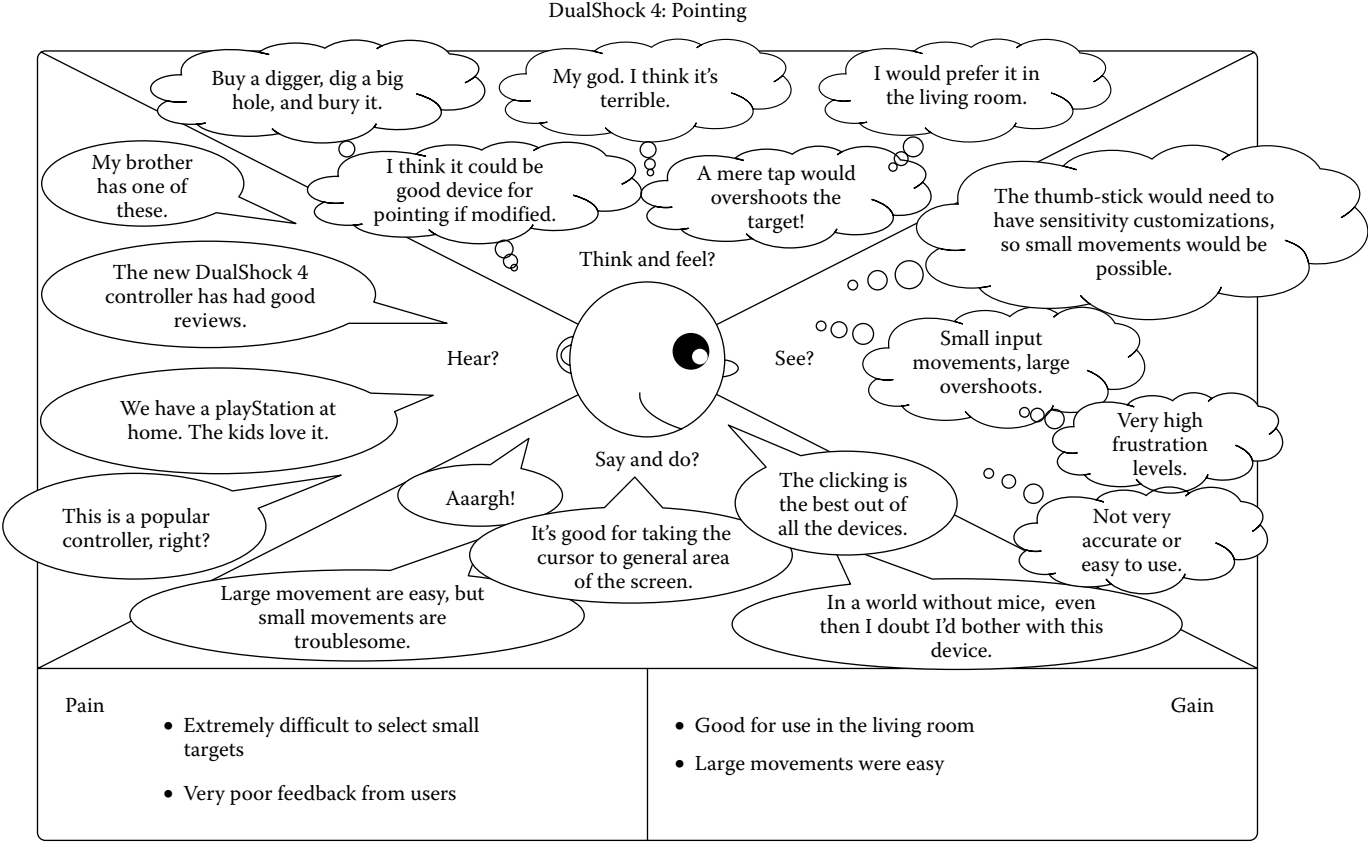 DualShock 4: Pointing
Buy a digger, dig a big
hole, and bury it.
My god. I think it's
terrible.
I would prefer it in
the living room.
I think it could be
good device for
pointing if modified.
A mere tap would
overshoots the
target!
Think and feel?
My brother
has one of
these.
The new DualShock 4
controller has had good
reviews.
Hear?
We have a playStation at
home. The kids love it.
This is a popular
controller, right?
The thumb-stick would need to
have sensitivity customizations,
so small movements would be
possible.
See?
Small input
movements, large
overshoots.
Very high
frustration
levels.
Not very
accurate or
easy to use.
Say and do?
Aaargh!
It's good for taking the
cursor to general area
of the screen.
The clicking is
the best out of
all the devices.
Large movement are easy, but
small movements are
troublesome.
In a world without mice, even
then I doubt I'd bother with this
device.
Pain
• Extremely difficult to select small
targets
• Very poor feedback from users
Gain
• Good for use in the living room
• Large movements were easy